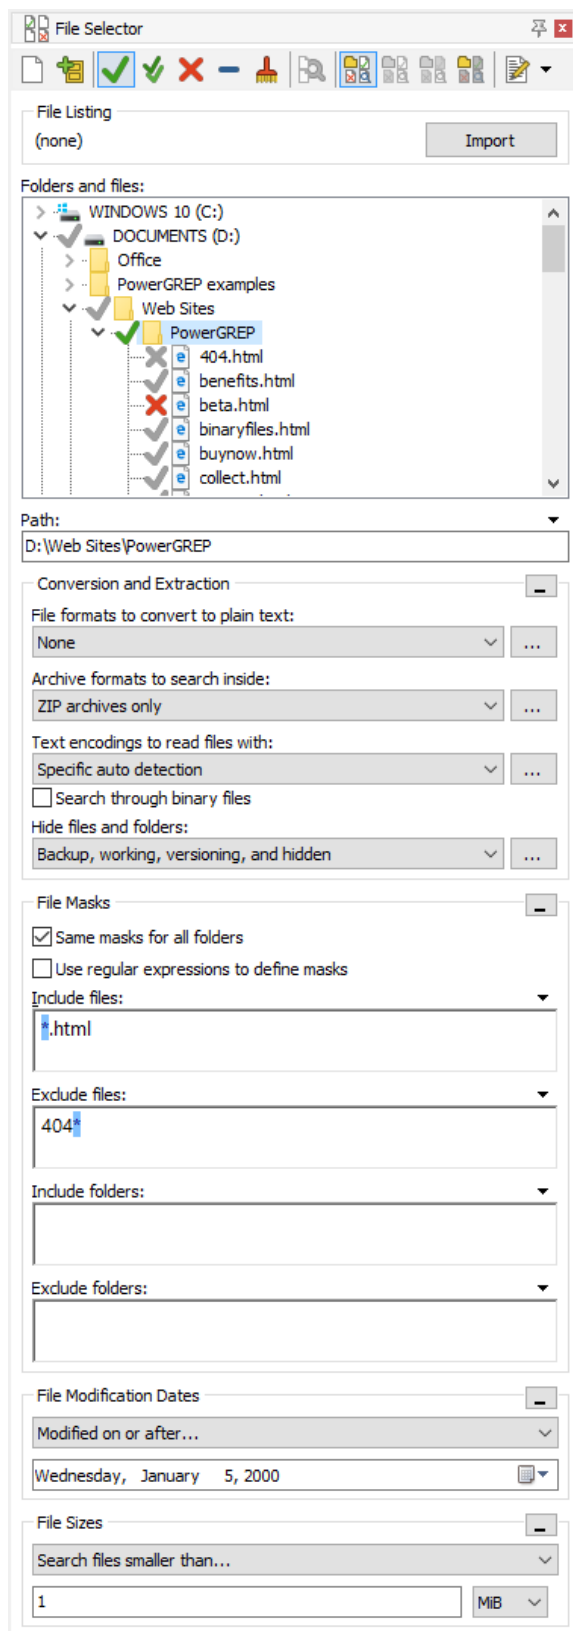 File Selector
File Listing
(none)
Import
Folders and files:
WINDOWS 10 (C:)
DOCUMENTS (D:)
Office
PowerGREP examples
Web Sites
PowerGREP
404.html
benefits.html
beta.html
binaryfiles.html
buynow.html
collect.html
Path:
D:\Web Sites\PowerGREP
Conversion and Extraction
File formats to convert to plain text:
None
...
Archive formats to search inside:
ZIP archives only
...
Text encodings to read files with:
Specific auto detection
...
Search through binary files
Hide files and folders:
Backup, working, versioning, and hidden
...
File Masks
Same masks for all folders
Use regular expressions to define masks
Include files:
*.html
Exclude files:
404*
Include folders:
Exclude folders:
File Modification Dates
Modified on or after...
Wednesday, January 5, 2000
File Sizes
Search files smaller than...
1
MiB